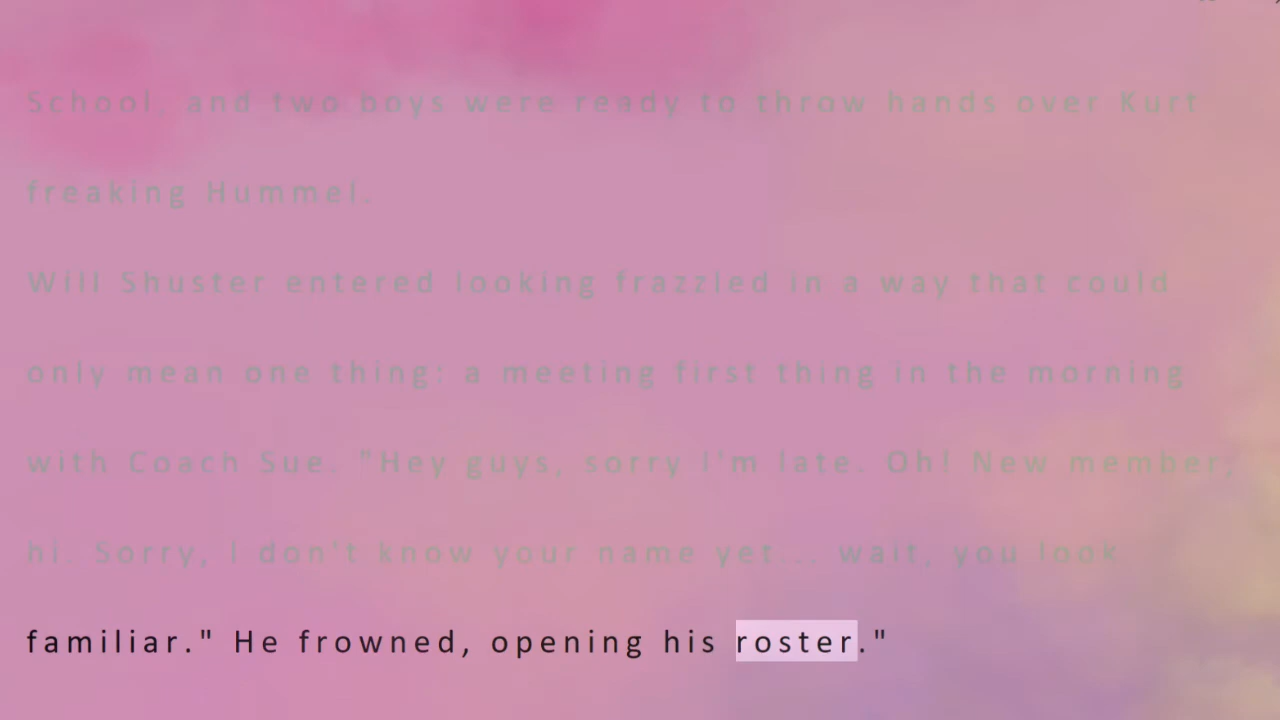 School, and two boys were ready to throw hands over Kurt
freaking Hummel.
Will Shuster entered looking frazzled in a way that could
only mean one thing: a meeting first thing in the morning
with Coach Sue. "Hey guys, sorry I'm late. Oh! New member,
hi. Sorry, I don't know your name yet... wait, you look
familiar." He frowned, opening his roster."